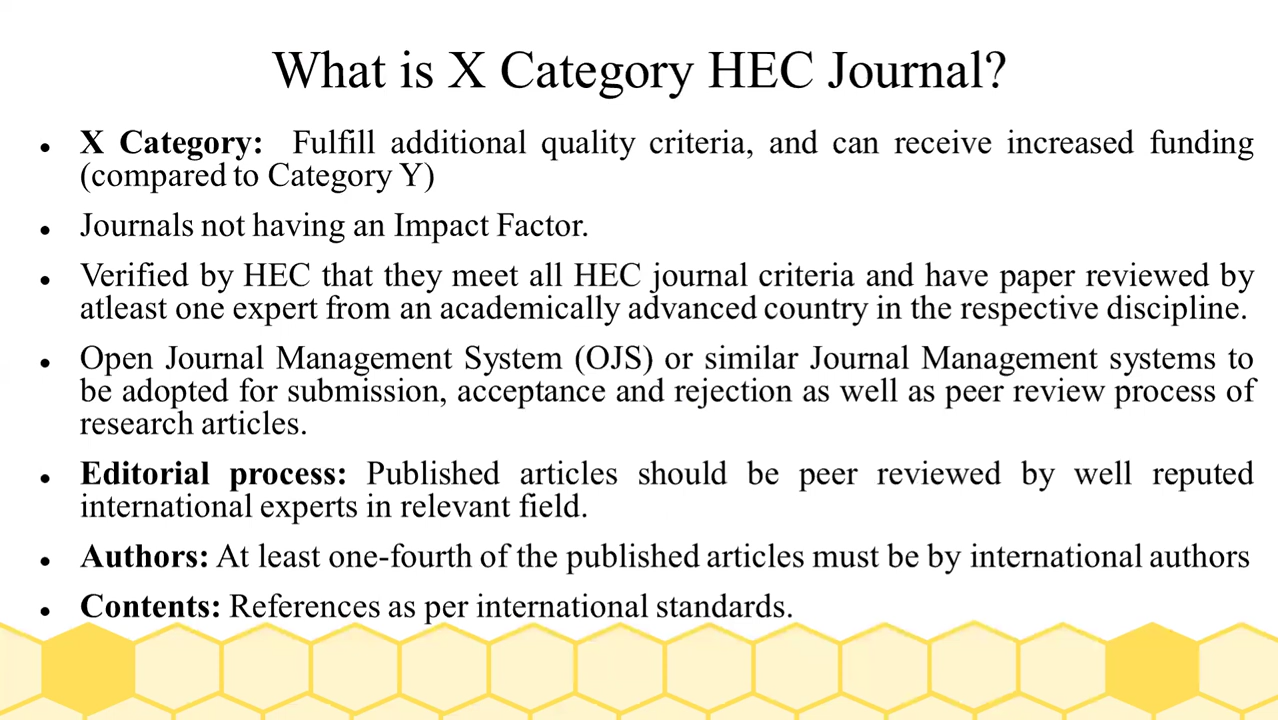 What is X Category HEC Journal?
• X Category: Fulfill additional quality criteria, and can receive increased funding
(compared to Category Y)
• Journals not having an Impact Factor.
• Verified by HEC that they meet all HEC journal criteria and have paper reviewed by
atleast one expert from an academically advanced country in the respective discipline.
• Open Journal Management System (OJS) or similar Journal Management systems to
be adopted for submission, acceptance and rejection as well as peer review process of
research articles.
• Editorial process: Published articles should be peer reviewed by well reputed
international experts in relevant field.
• Authors: At least one-fourth of the published articles must be by international authors
• Contents: References as per international standards.